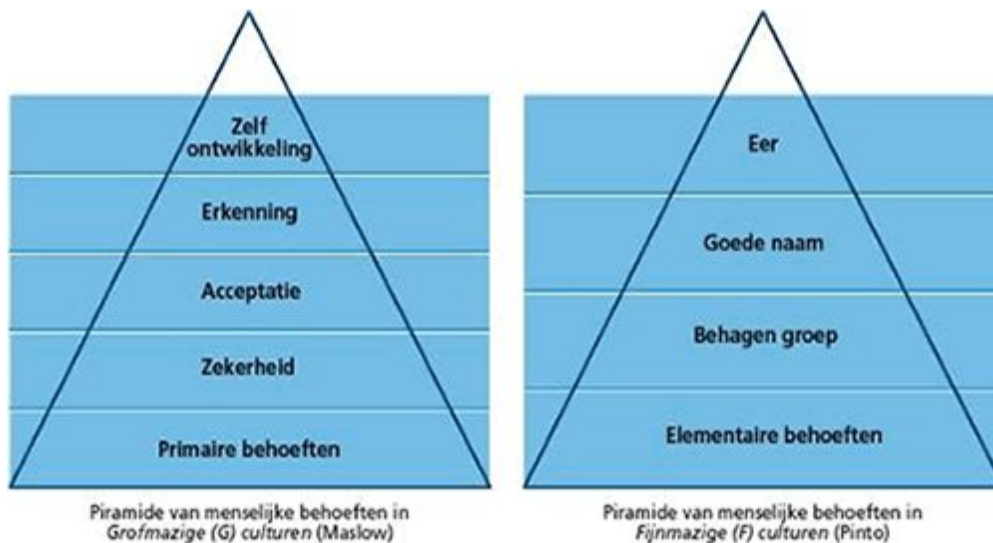 Zelf
ontwikkeling
Erkenning
Acceptatie
Zekerheid
Primaire behoeften
Piramide van menselijke behoeften in
Grofmazige (G) culturen (Maslow)
Eer
Goede naam
Behagen groep
Elementaire behoeften
Piramide van menselijke behoeften in
Fijnmazige (F) culturen (Pinto)